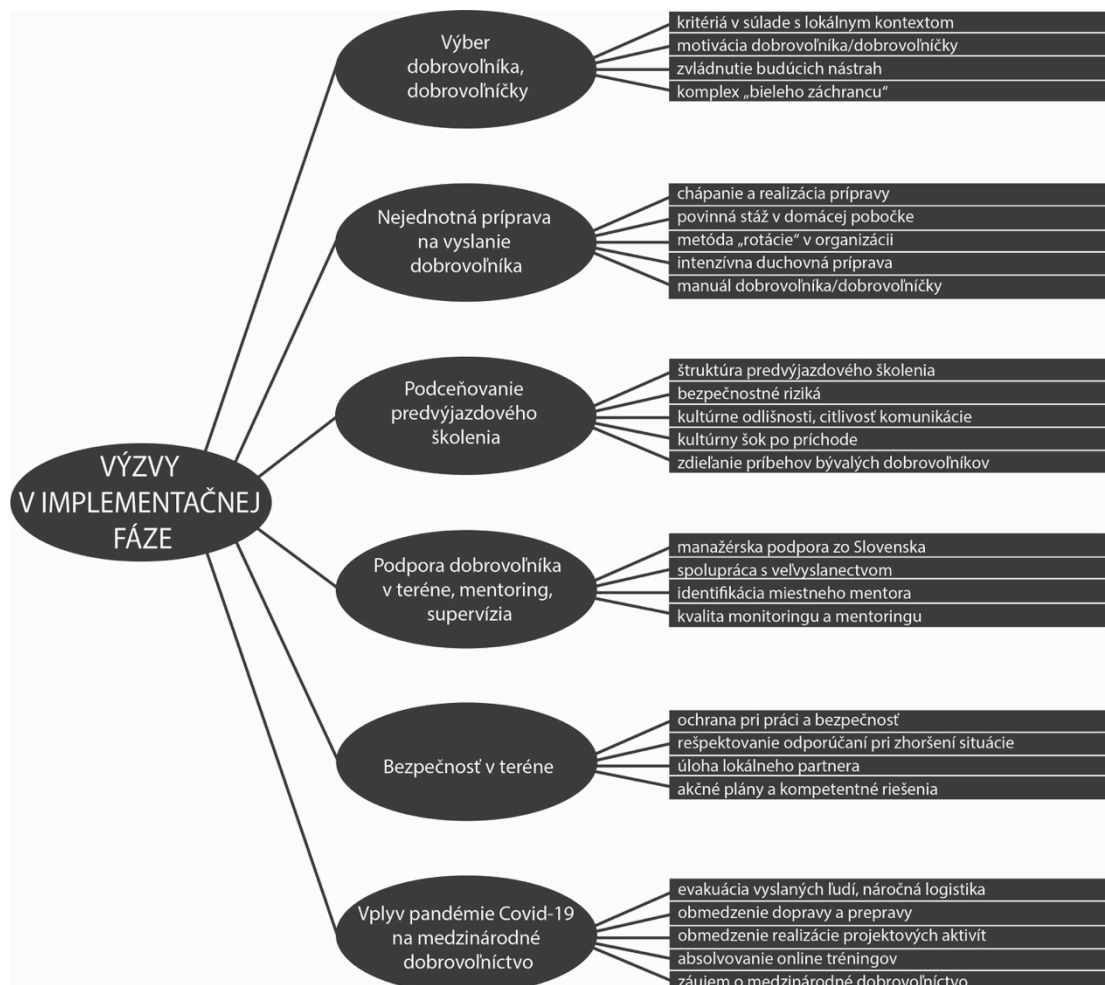 VÝZVY
V IMPLEMENTAČNEJ
FÁZE
Výber
dobrovoľníka,
dobrovoľníčky
kritériá v súlade s lokálnym kontextom
motivácia dobrovoľníka/dobrovoľníčky
zvládnutie budúcich nástrah
komplex „bieleho záchrancu“
Nejednotná príprava
na vyslanie
dobrovoľníka
chápanie a realizácia prípravy
povinná stáž v domácej pobočke
metóda „rotácie“ v organizácii
intenzívna duchovná príprava
manuál dobrovoľníka/dobrovoľníčky
Podceňovanie
predvýjazdového
školenia
štruktúra predvýjazdového školenia
bezpečnostné riziká
kultúrne odlišnosti, citlivosť komunikácie
kultúrny šok po príchode
zdieľanie príbehov bývalých dobrovoľníkov
Podpora dobrovoľníka
v teréne, mentoring,
supervízia
manažérska podpora zo Slovenska
spolupráca s veľvyslanectvom
identifikácia miestneho mentora
kvalita monitoringu a mentoringu
Bezpečnosť v teréne
ochrana pri práci a bezpečnosť
rešpektovanie odporúčaní pri zhoršení situácie
úloha lokálneho partnera
akčné plány a kompetentné riešenia
Vplyv pandémie Covid-19
na medzinárodné
dobrovoľníctvo
evakuácia vyslaných ľudí, náročná logistika
obmedzenie dopravy a prepravy
obmedzenie realizácie projektových aktivít
absolvovanie online tréningov
záujem o medzinárodné dobrovoľníctvo